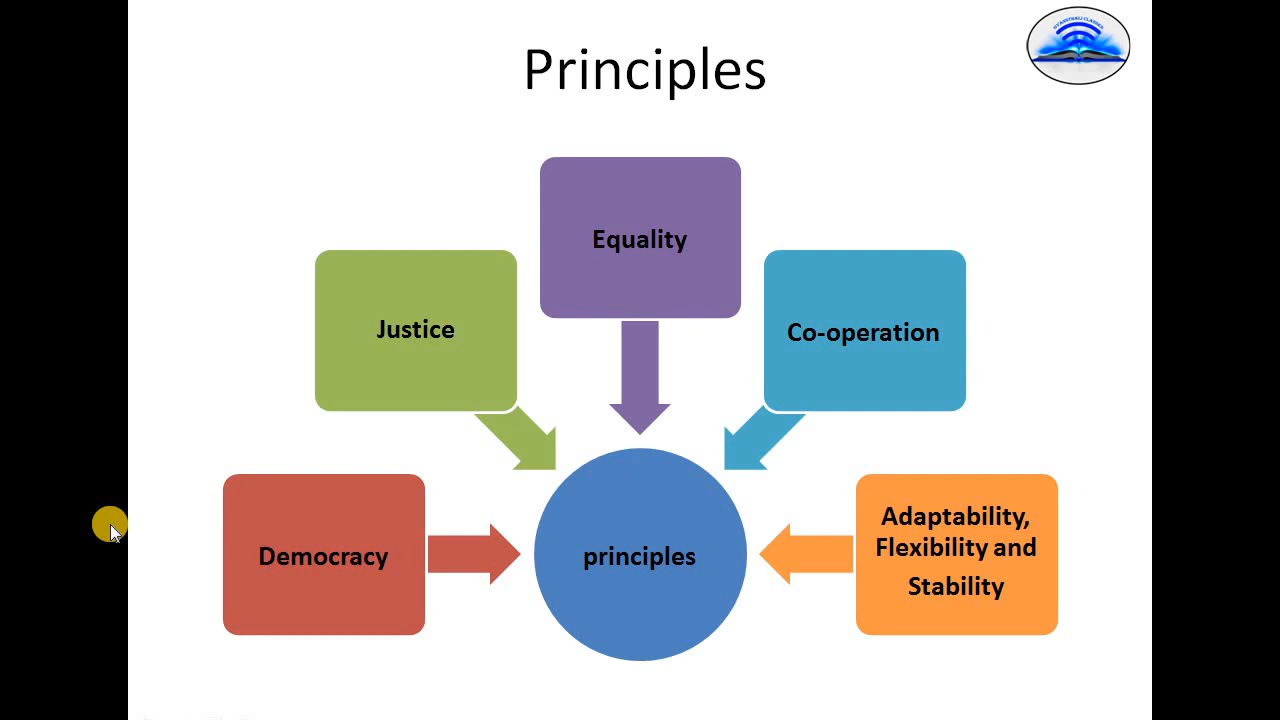 Principles
Equality
Justice
Co-operation
Democracy
principles
Adaptability,
Flexibility and
Stability